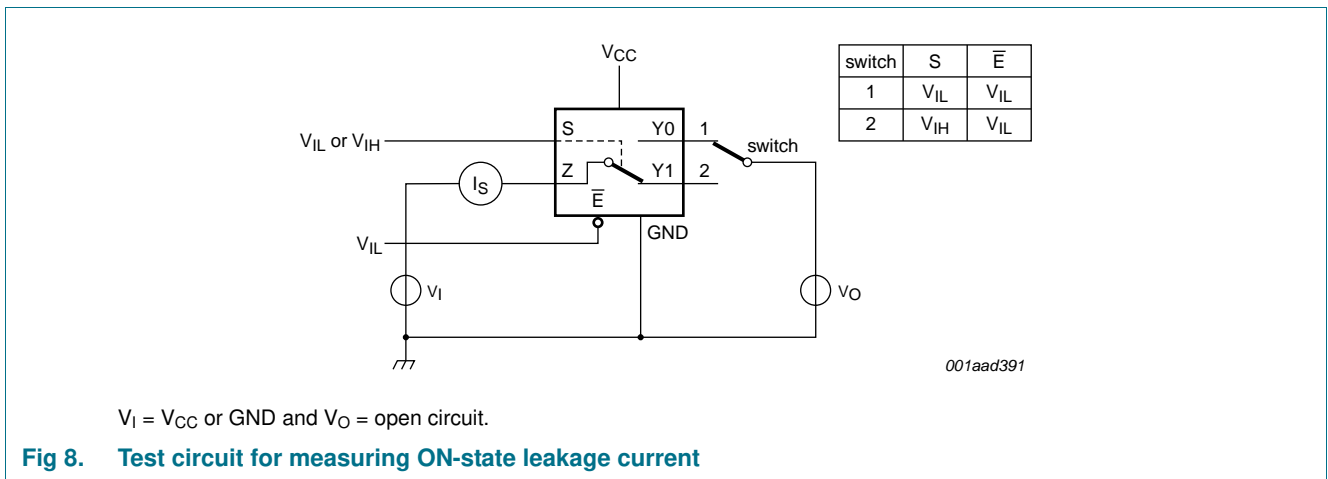 VCC
switch S E̅
1 VIL VIL
2 VIH VIL
VIL or VIH
S Y0 1
switch
IS
Z Y1 2
E̅
GND
VIL
VI
VO
001aad391
VI = VCC or GND and VO = open circuit.
Fig 8. Test circuit for measuring ON-state leakage current